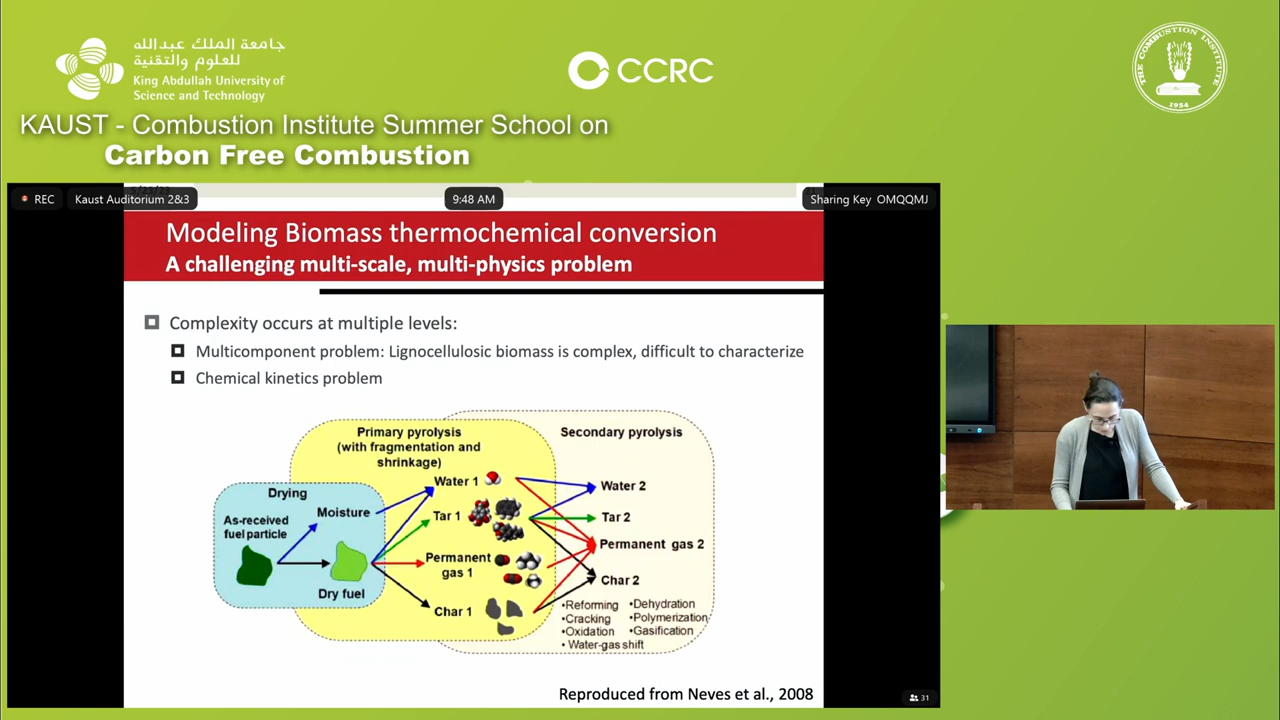 جامعة الملك عبدالله
للعلوم والتقنية
King Abdullah University of
Science and Technology
CCRC
THE COMBUSTION INSTITUTE
1954
KAUST - Combustion Institute Summer School on
Carbon Free Combustion
REC
Kaust Auditorium 2&3
9:48 AM
Sharing Key OMQQMJ
Modeling Biomass thermochemical conversion
A challenging multi-scale, multi-physics problem
Complexity occurs at multiple levels:
Multicomponent problem: Lignocellulosic biomass is complex, difficult to characterize
Chemical kinetics problem
Primary pyrolysis
(with fragmentation and
shrinkage)
Secondary pyrolysis
Drying
As-received
fuel particle
Moisture
Dry fuel
Water 1
Tar 1
Permanent
gas 1
Char 1
Water 2
Tar 2
Permanent gas 2
Char 2
•Reforming •Dehydration
•Cracking •Polymerization
•Oxidation •Gasification
• Water-gas shift
Reproduced from Neves et al., 2008
31